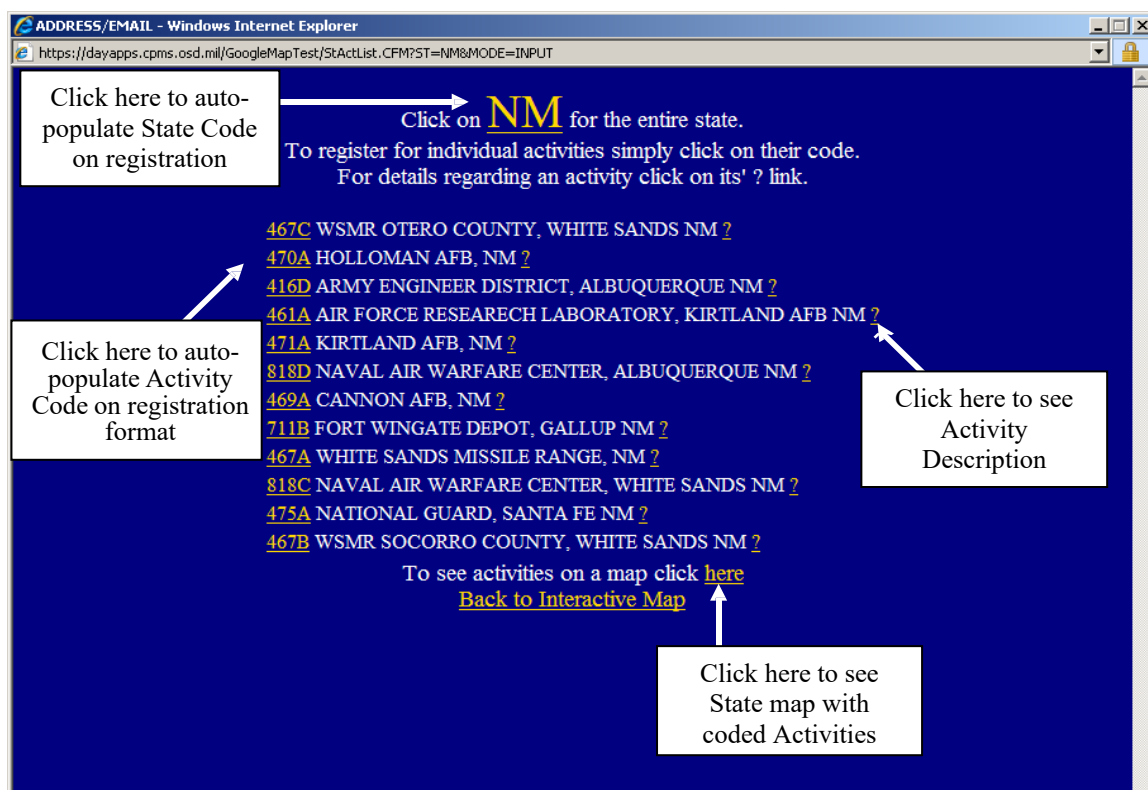 ADDRESS/EMAIL - Windows Internet Explorer
https://dayapps.cpms.osd.mil/GoogleMapTest/StActList.CFM?ST=NM&MODE=INPUT
Click here to auto-
populate State Code
on registration
Click on NM for the entire state.
To register for individual activities simply click on their code.
For details regarding an activity click on its' ? link.
467C WSMR OTERO COUNTY, WHITE SANDS NM ?
470A HOLLOMAN AFB, NM ?
416D ARMY ENGINEER DISTRICT, ALBUQUERQUE NM ?
461A AIR FORCE RESEARECH LABORATORY, KIRTLAND AFB NM ?
471A KIRTLAND AFB, NM ?
818D NAVAL AIR WARFARE CENTER, ALBUQUERQUE NM ?
469A CANNON AFB, NM ?
711B FORT WINGATE DEPOT, GALLUP NM ?
467A WHITE SANDS MISSILE RANGE, NM ?
818C NAVAL AIR WARFARE CENTER, WHITE SANDS NM ?
475A NATIONAL GUARD, SANTA FE NM ?
467B WSMR SOCORRO COUNTY, WHITE SANDS NM ?
Click here to auto-
populate Activity
Code on registration
format
Click here to see
Activity
Description
To see activities on a map click here
Back to Interactive Map
Click here to see
State map with
coded Activities